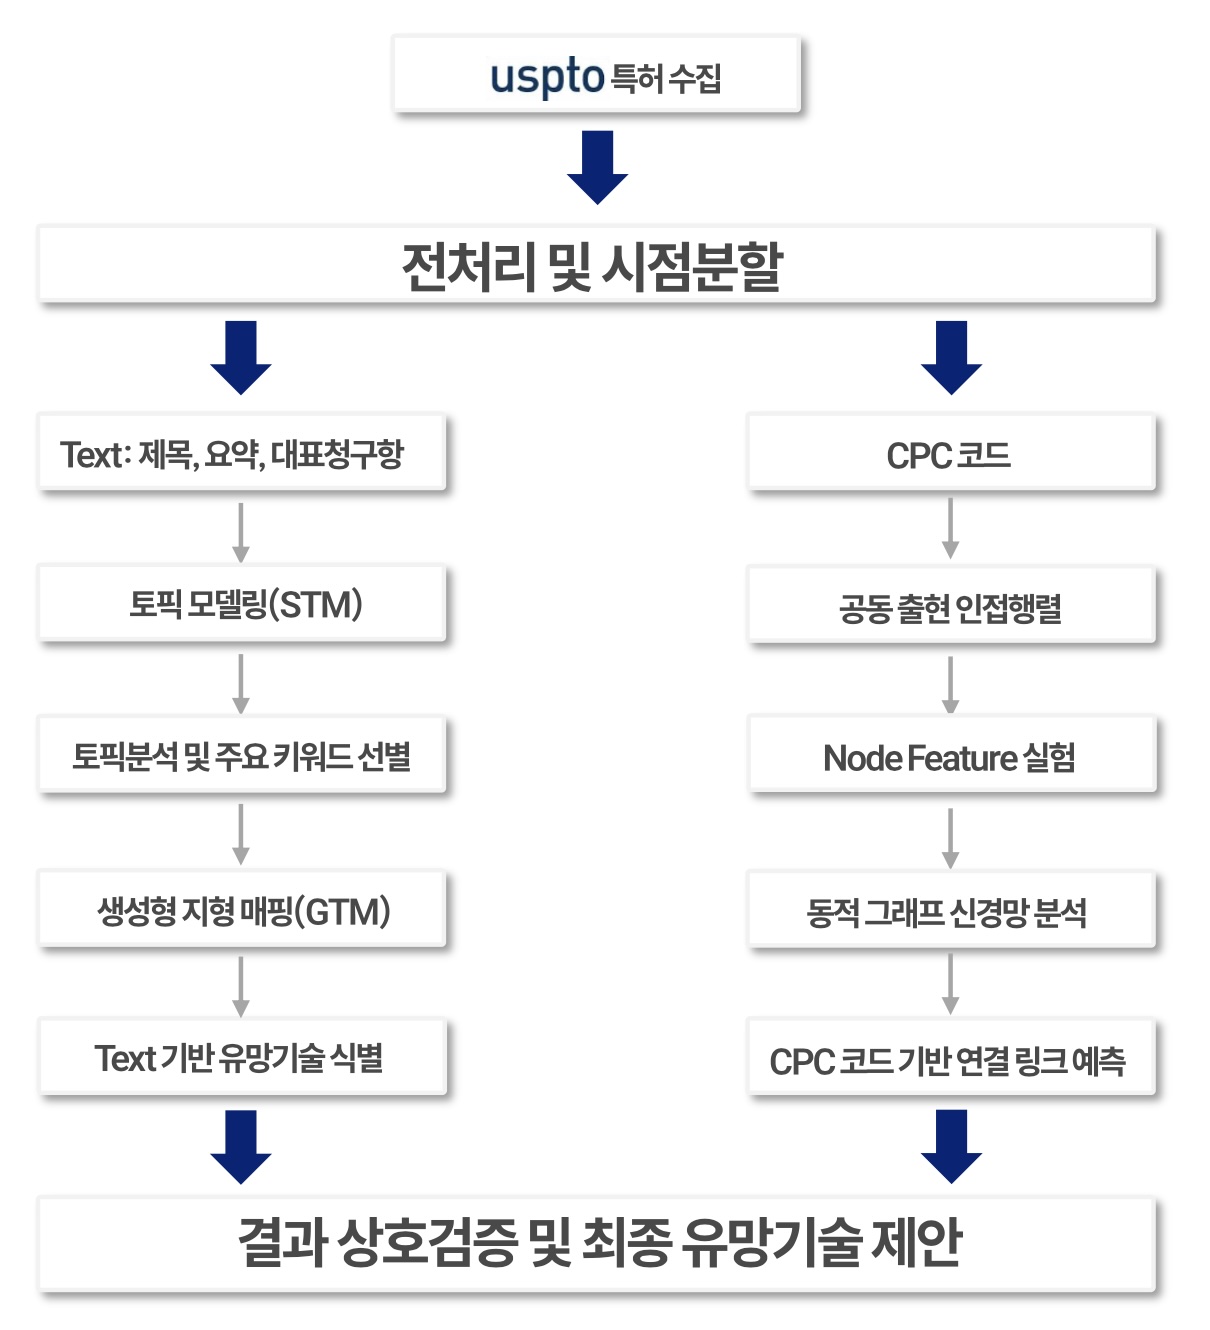 uspto 특허 수집
전처리 및 시점분할
Text: 제목, 요약, 대표청구항
토픽 모델링(STM)
토픽분석 및 주요 키워드 선별
생성형 지형 매핑(GTM)
Text 기반 유망기술 식별
CPC 코드
공동 출현 인접행렬
Node Feature 실험
동적 그래프 신경망 분석
CPC 코드 기반 연결 링크 예측
결과 상호검증 및 최종 유망기술 제안